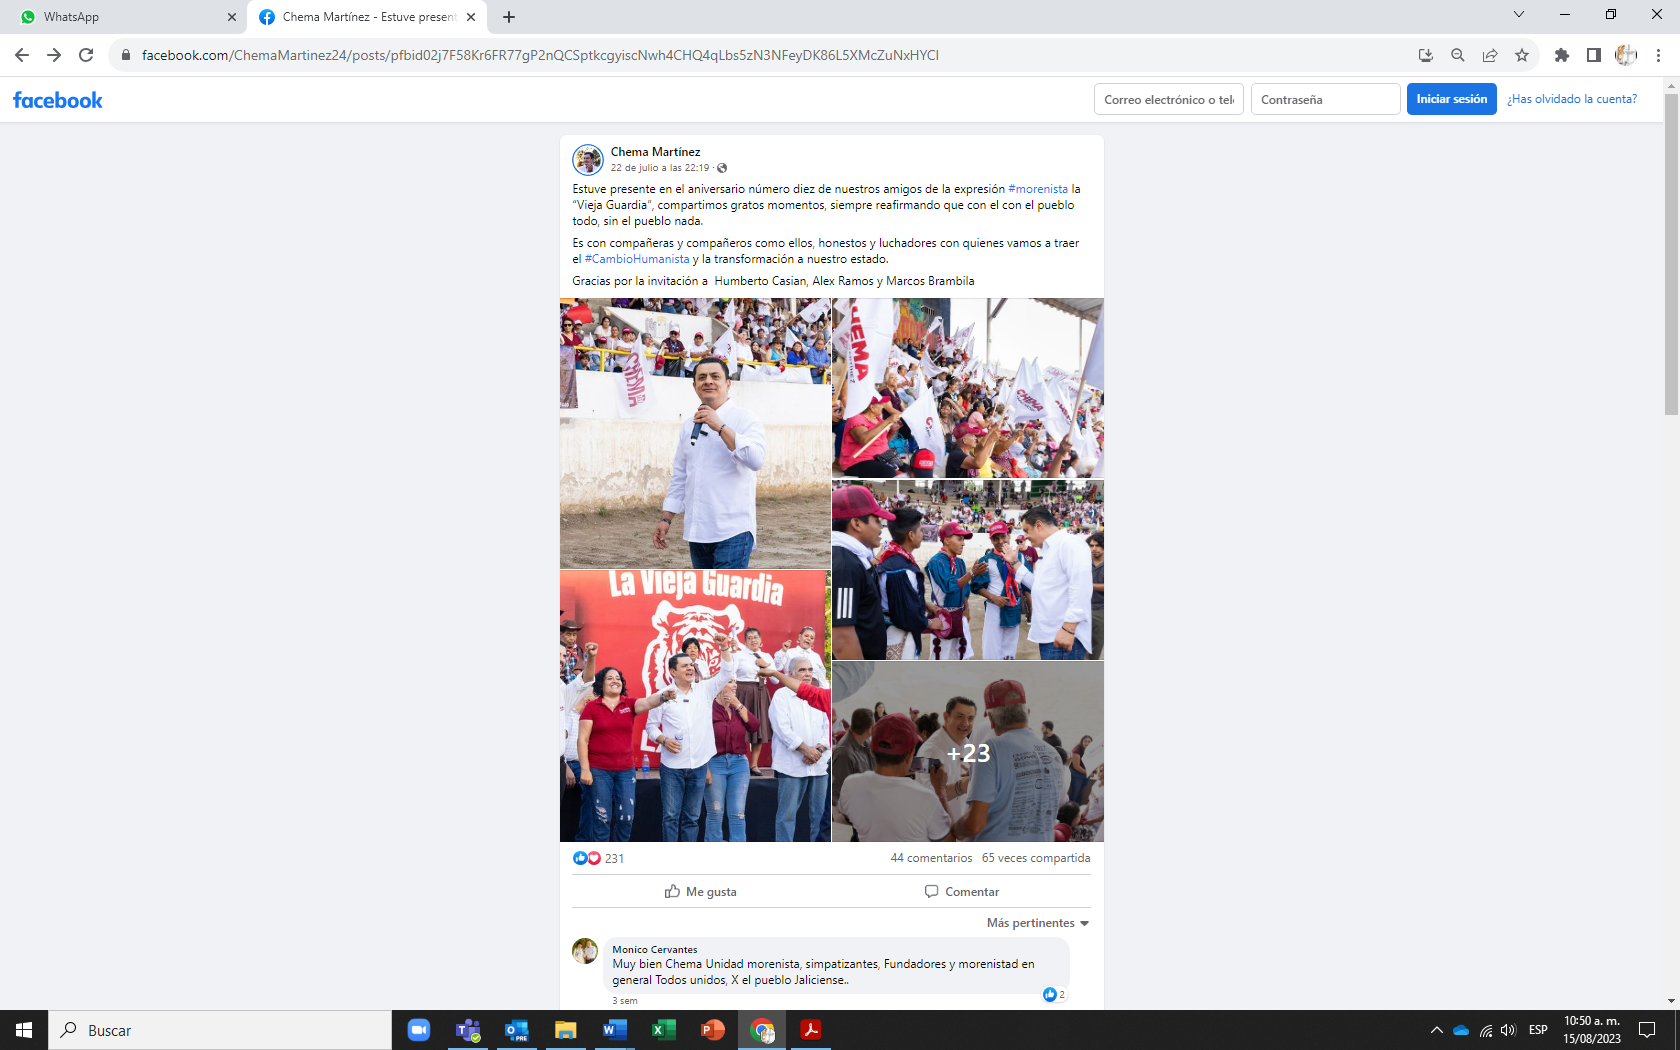 WhatsApp
Chema Martínez - Estuve present
facebook.com/ChemaMartinez24/posts/pfbid02j7F58Kr6FR77gP2nQCSptkcgyiscNwh4CHQ4qLbs5zN3NFeyDK86L5XMcZuNxHYCl
facebook
Correo electrónico o telé
Contraseña
Iniciar sesión
¿Has olvidado la cuenta?
Chema Martínez
22 de julio a las 22:19 ·
Estuve presente en el aniversario número diez de nuestros amigos de la expresión #morenista la
"Vieja Guardia", compartimos gratos momentos, siempre reafirmando que con el con el pueblo
todo, sin el pueblo nada.
Es con compañeras y compañeros como ellos, honestos y luchadores con quienes vamos a traer
el #CambioHumanista y la transformación a nuestro estado.
Gracias por la invitación a  Humberto Casian, Alex Ramos y Marcos Brambila
CHEMA
CHEMA
CHEMA
La Vieja Guardia
+23
231
44 comentarios
65 veces compartida
Me gusta
Comentar
Más pertinentes
Monico Cervantes
Muy bien Chema Unidad morenista, simpatizantes, Fundadores y morenistad en
general Todos unidos, X el pueblo Jaliciense..
2
3 sem
Buscar
ESP
10:50 a. m.
15/08/2023